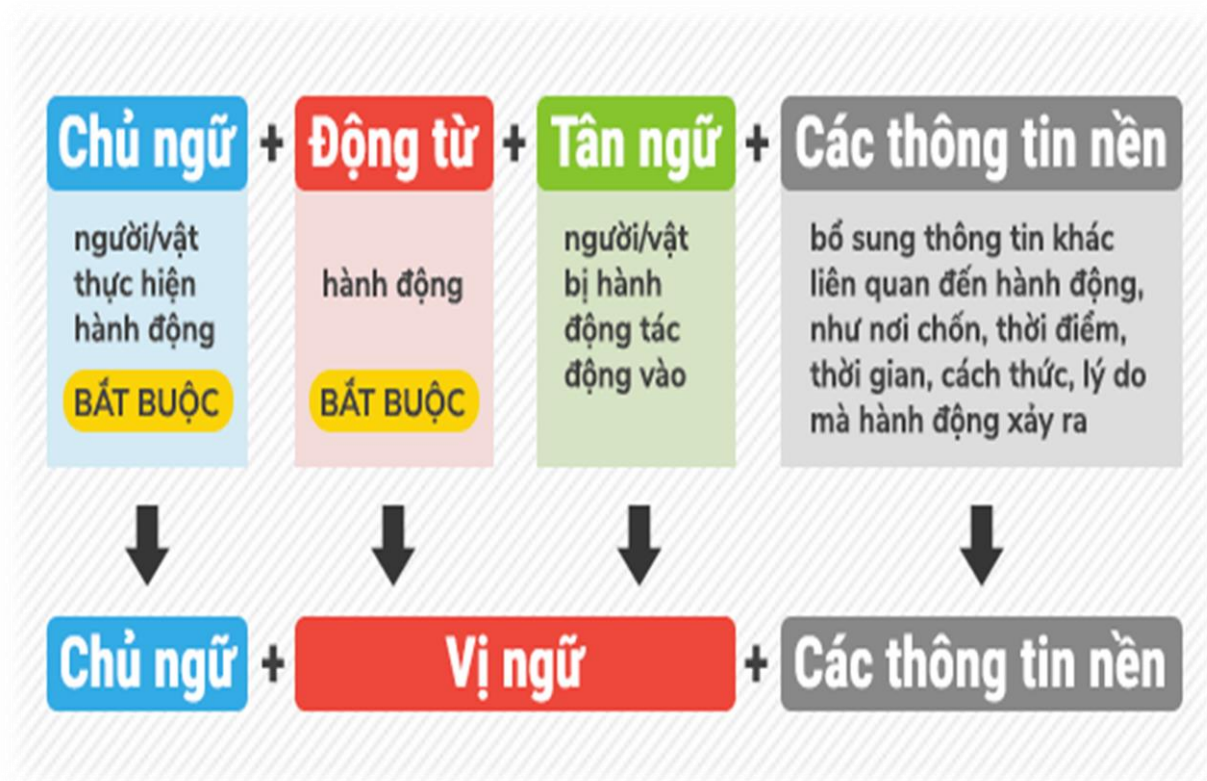 Chủ ngữ + Động từ + Tân ngữ + Các thông tin nền
người/vật
thực hiện
hành động
BẮT BUỘC
hành động
BẮT BUỘC
người/vật
bị hành
động tác
động vào
bổ sung thông tin khác
liên quan đến hành động,
như nơi chốn, thời điểm,
thời gian, cách thức, lý do
mà hành động xảy ra
Chủ ngữ + Vị ngữ + Các thông tin nền